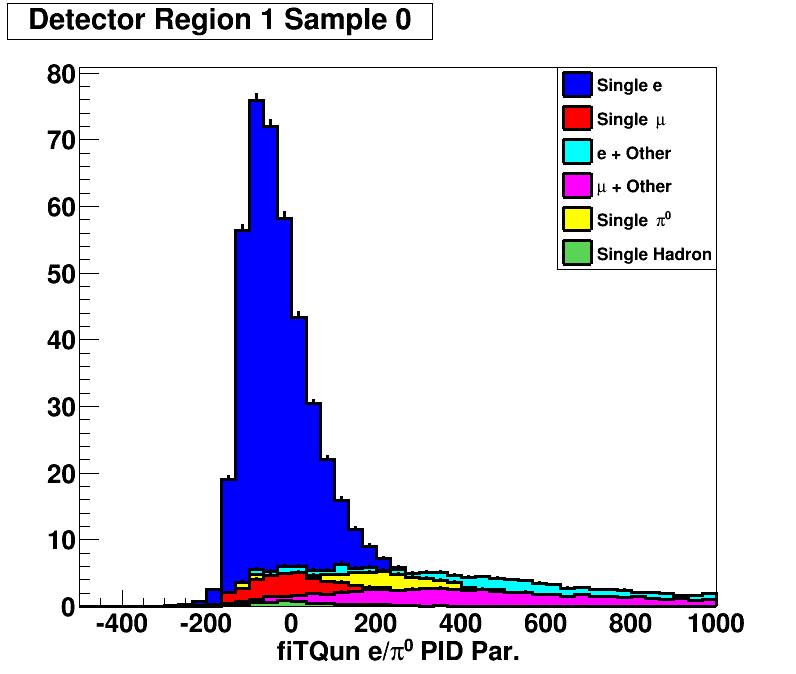 Detector Region 1 Sample 0
80
70
60
50
40
30
20
10
0
Single e
Single μ
e + Other
μ + Other
Single π⁰
Single Hadron
-400 -200 0 200 400 600 800 1000
fiTQun e/π⁰ PID Par.